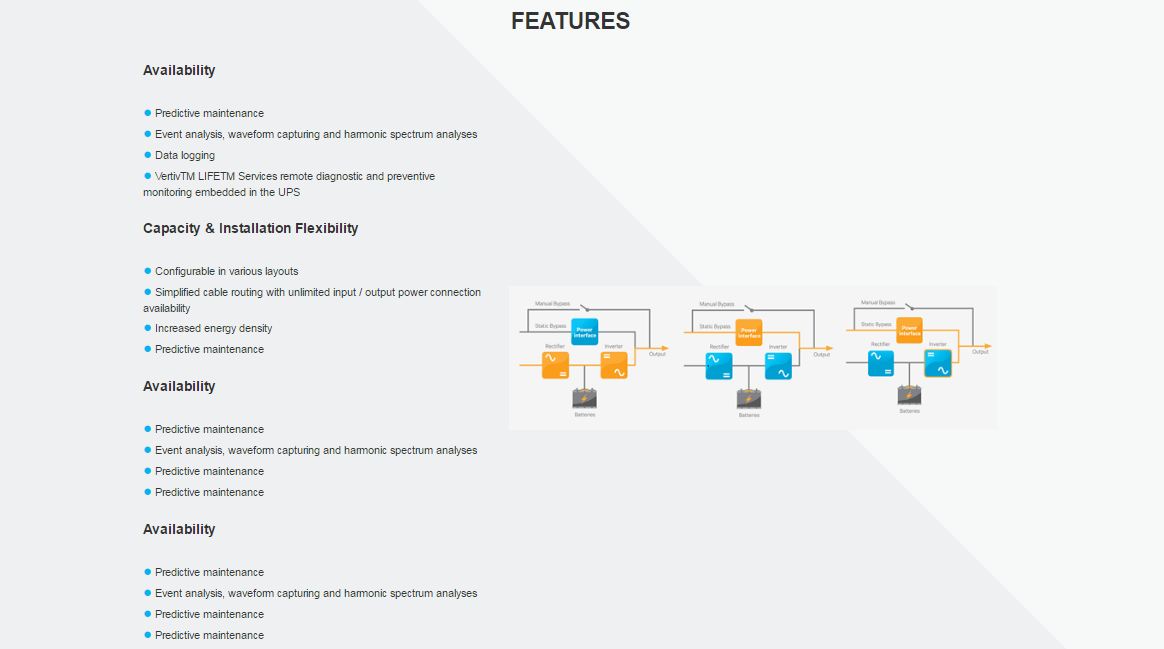 FEATURES
Availability
Predictive maintenance
Event analysis, waveform capturing and harmonic spectrum analyses
Data logging
VertivTM LIFETM Services remote diagnostic and preventive
monitoring embedded in the UPS
Capacity & Installation Flexibility
Configurable in various layouts
Simplified cable routing with unlimited input / output power connection
availability
Increased energy density
Predictive maintenance
Availability
Predictive maintenance
Event analysis, waveform capturing and harmonic spectrum analyses
Predictive maintenance
Predictive maintenance
Availability
Predictive maintenance
Event analysis, waveform capturing and harmonic spectrum analyses
Predictive maintenance
Predictive maintenance
Manual Bypass
Static Bypass
Power
Interface
Rectifier
Inverter
Output
Batteries
Manual Bypass
Static Bypass
Power
Interface
Rectifier
Inverter
Output
Batteries
Manual Bypass
Static Bypass
Power
Interface
Rectifier
Inverter
Output
Batteries